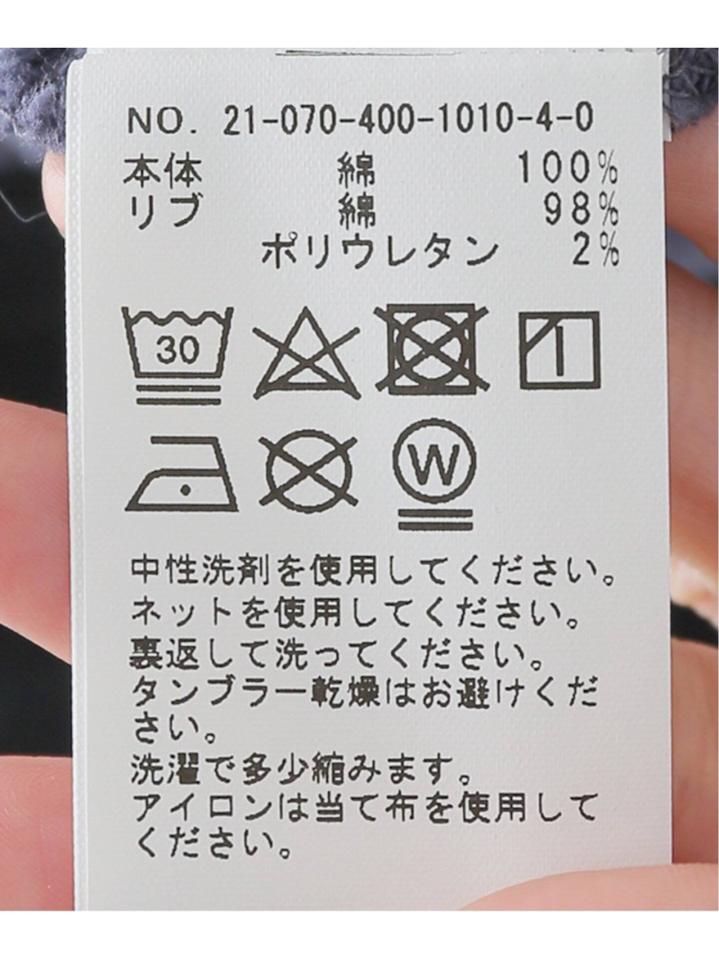 NO. 21-070-400-1010-4-0
本体 綿 100%
リブ 綿 98%
ポリウレタン 2%
30
W
中性洗剤を使用してください。
ネットを使用してください。
裏返して洗ってください。
タンブラー乾燥はお避けくだ
さい。
洗濯で多少縮みます。
アイロンは当て布を使用して
ください。